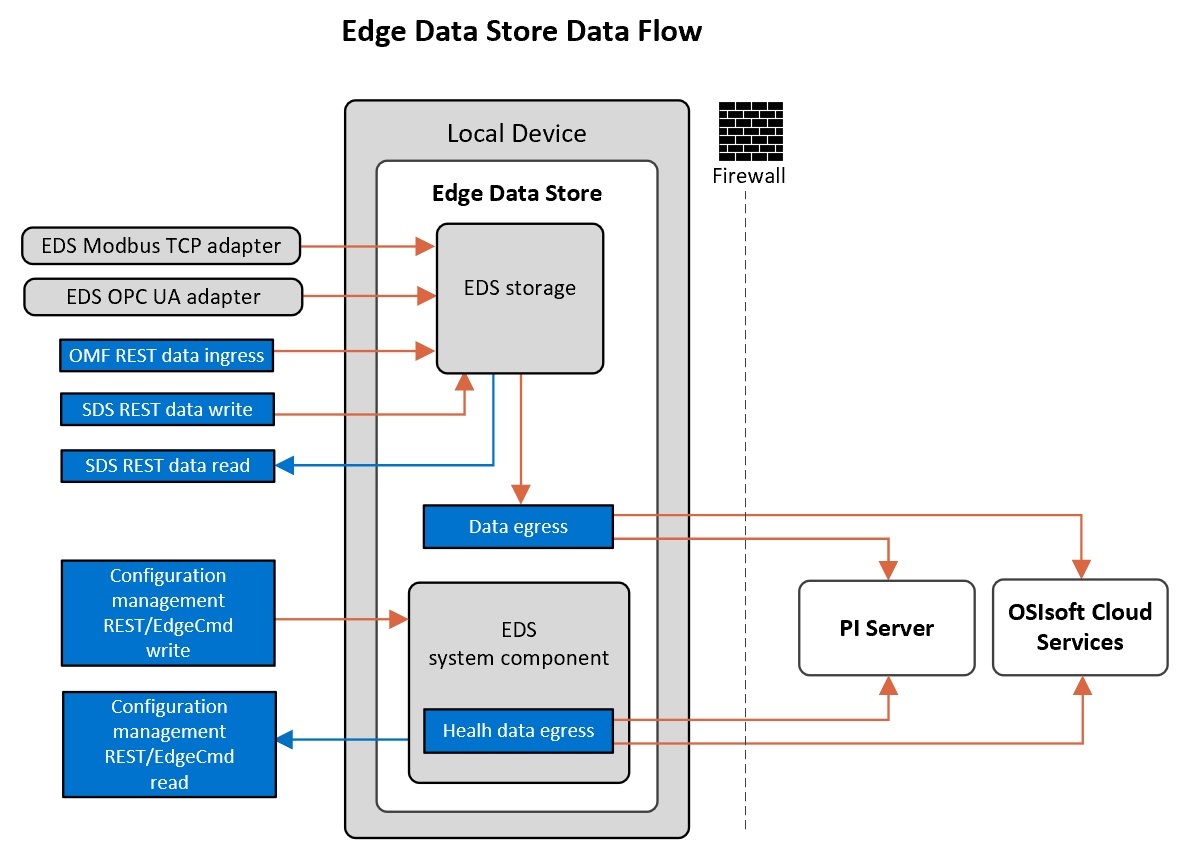 Edge Data Store Data Flow
Local Device
Firewall
Edge Data Store
EDS Modbus TCP adapter
EDS OPC UA adapter
EDS storage
OMF REST data ingress
SDS REST data write
SDS REST data read
Data egress
Configuration
management
REST/EdgeCmd
write
EDS
system component
PI Server
OSIsoft Cloud
Services
Configuration
management
REST/EdgeCmd
read
Healh data egress